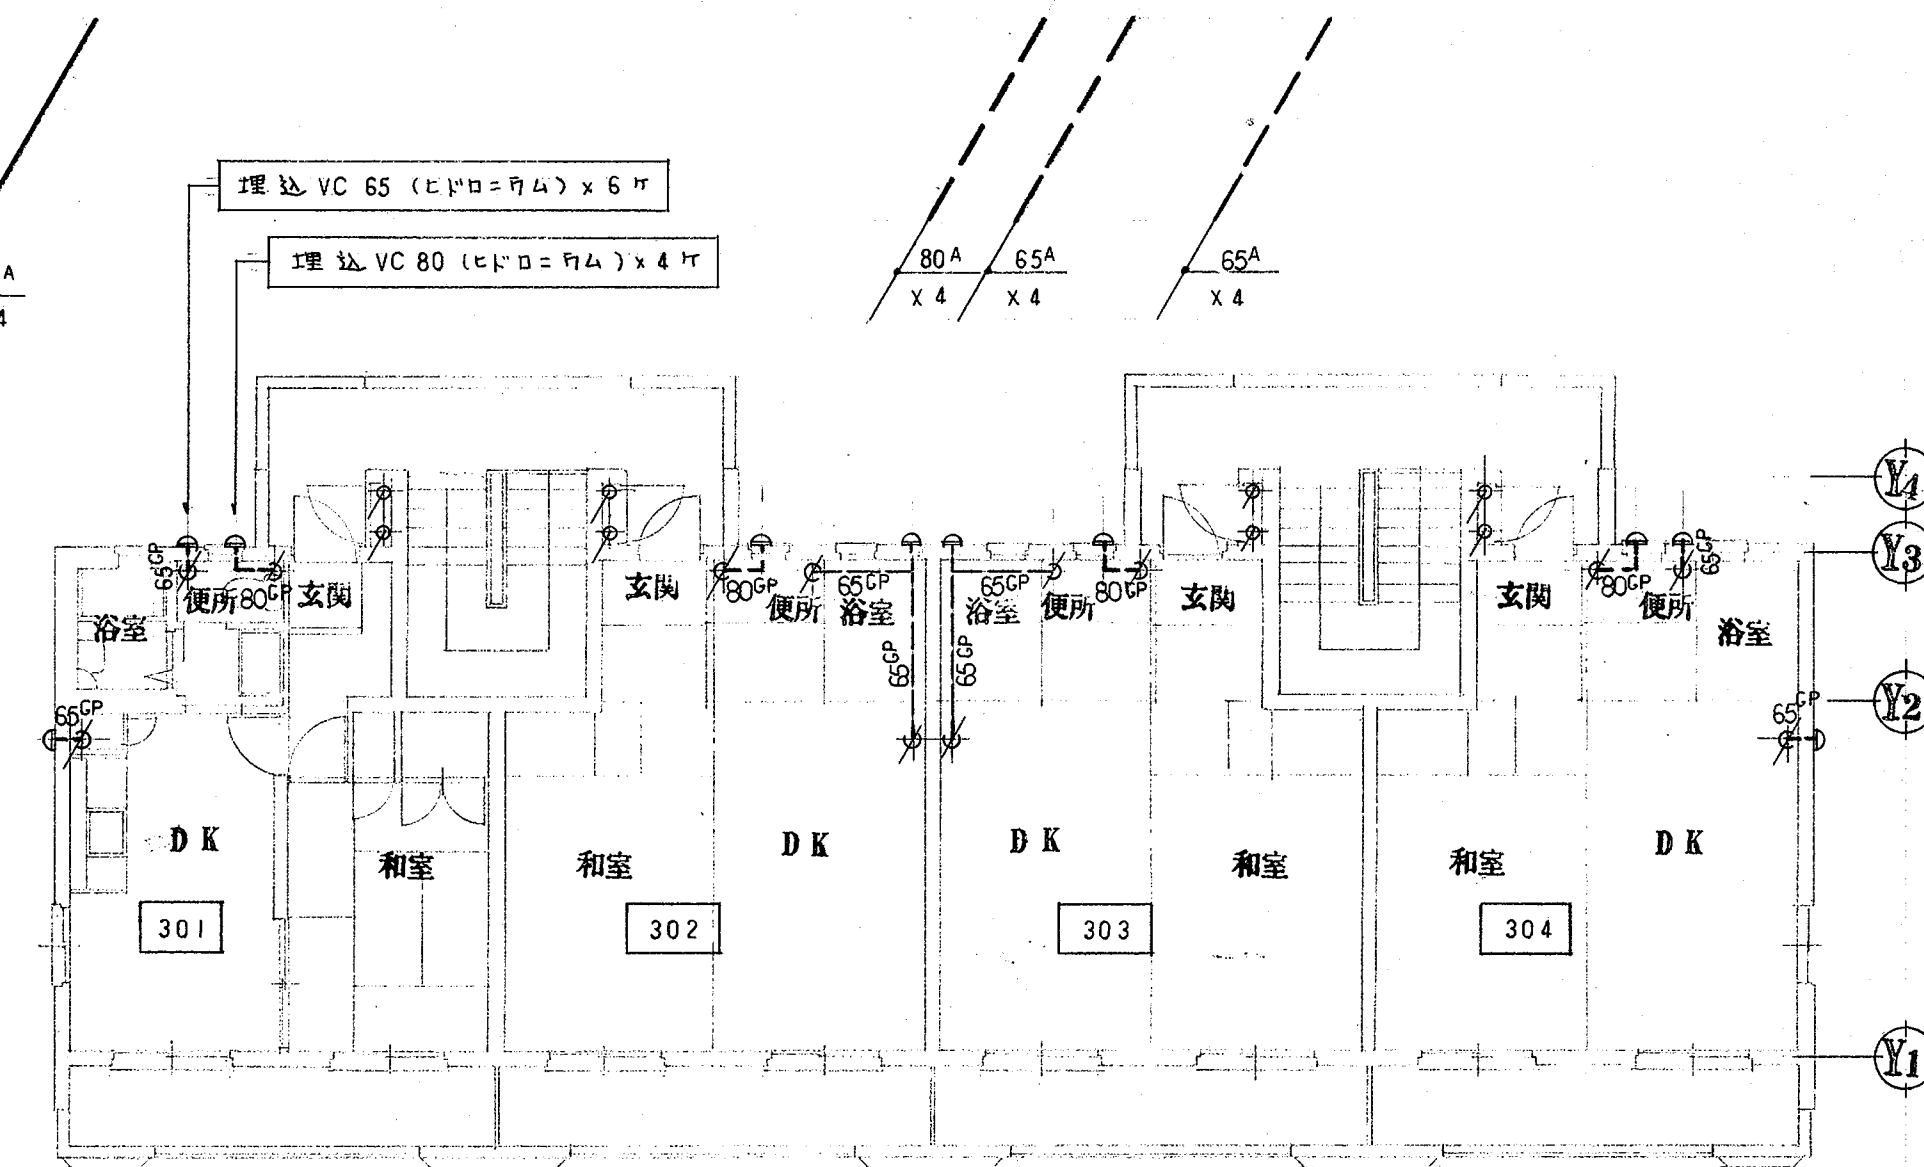 埋込 VC 65 (ヒドロニウム) x 6 ケ
埋込 VC 80 (ヒドロニウム) x 4 ケ
A
4
80A
x 4
65A
x 4
65A
x 4
Y4
Y3
Y2
Y1
65GP
便所
80GP
玄関
浴室
65GP
DK
和室
301
玄関
80GP
便所
65GP
浴室
65GP
和室
DK
302
65GP
浴室
便所
80GP
玄関
65GP
DK
和室
303
玄関
80GP
便所
65GP
浴室
65GP
和室
DK
304